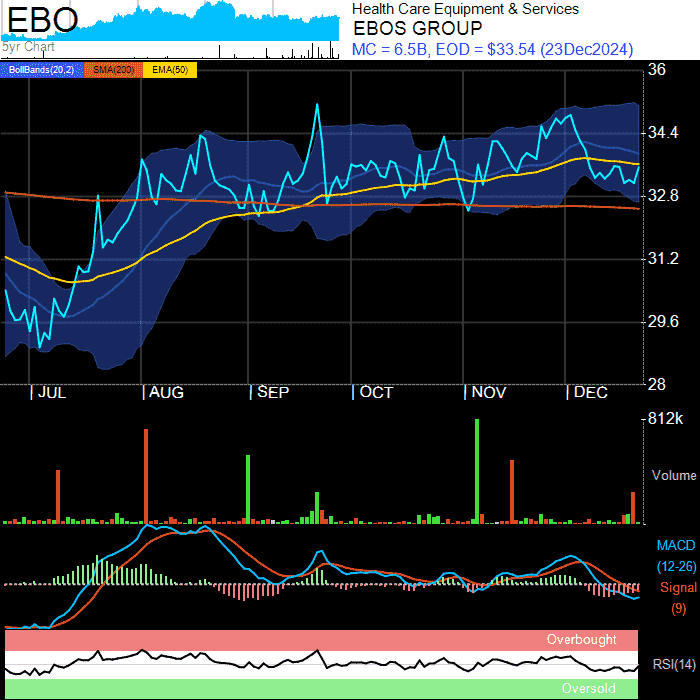 EBO
Health Care Equipment & Services
EBOS GROUP
5yr Chart
MC = 6.5B, EOD = $33.54 (23Dec2024)
BollBands(20,2) SMA(200) EMA(50)
36
34.4
32.8
31.2
29.6
28
JUL AUG SEP OCT NOV DEC
812k
Volume
MACD
(12-26)
Signal
(9)
Overbought
RSI(14)
Oversold